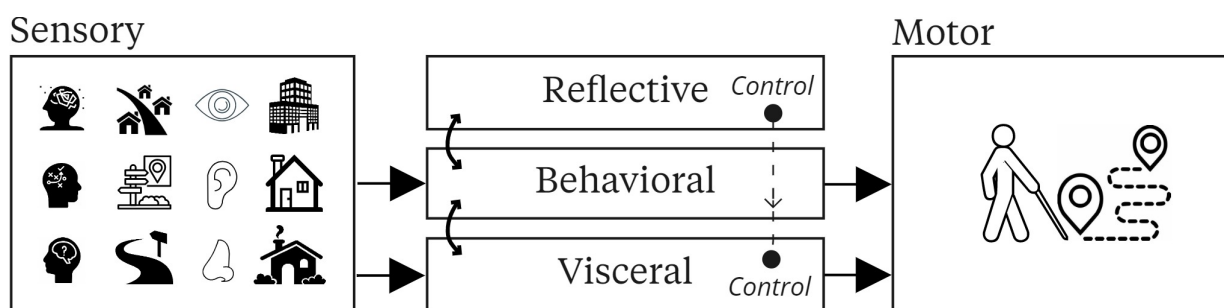 Sensory
Motor
Reflective
Control
Behavioral
Visceral
Control